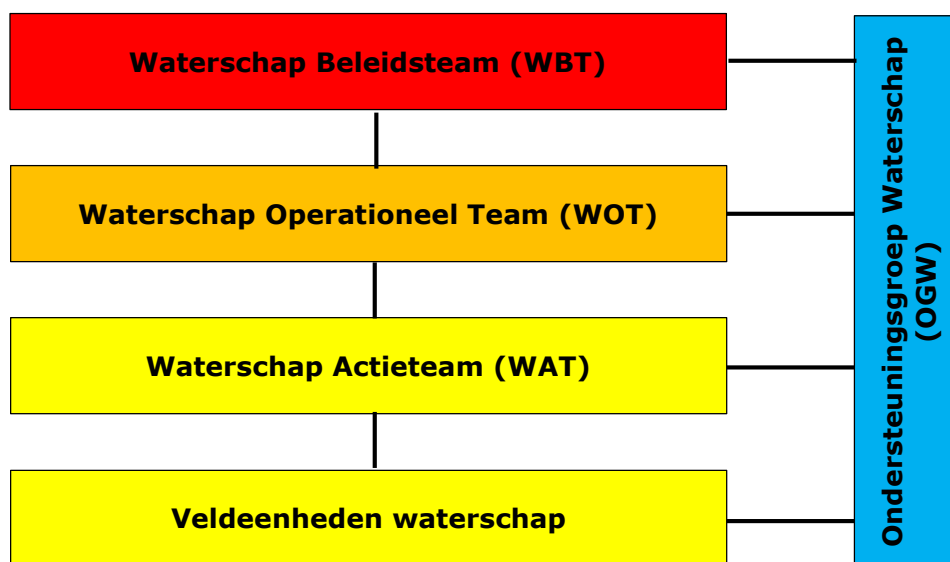 Waterschap Beleidsteam (WBT)
Waterschap Operationeel Team (WOT)
Waterschap Actieteam (WAT)
Veldeenheden waterschap
Ondersteuningsgroep Waterschap
(OGW)